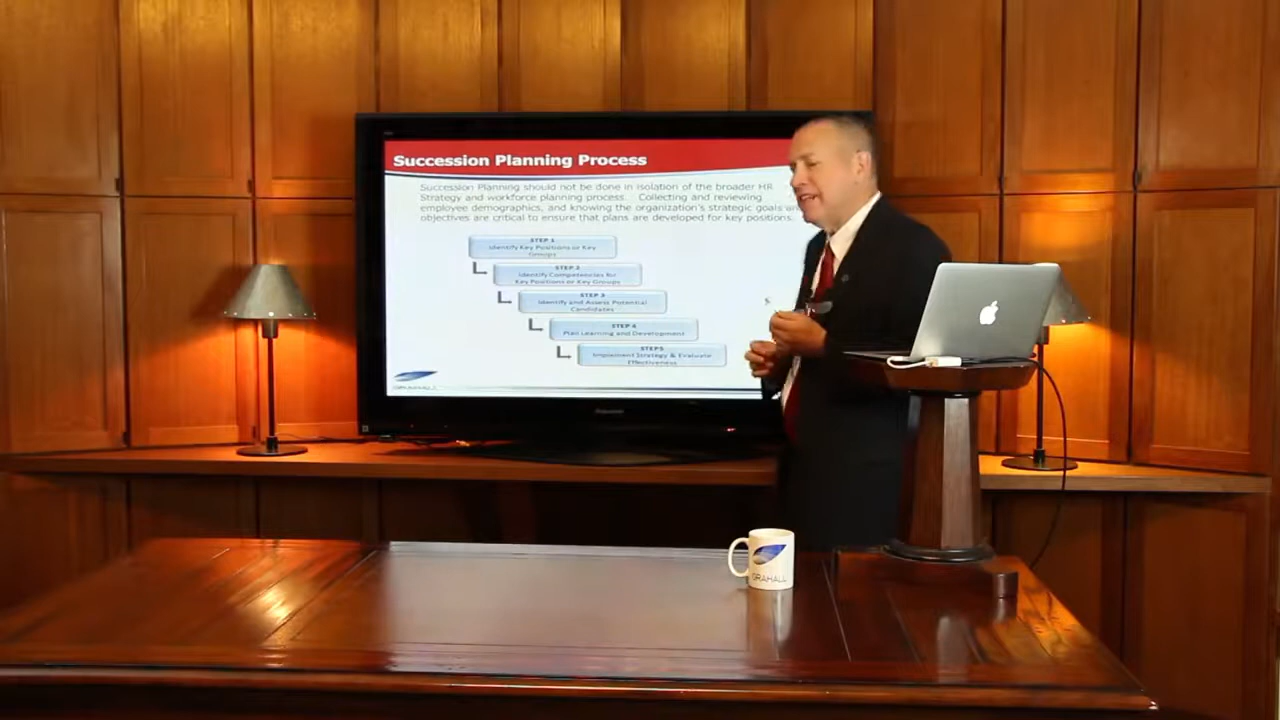 Succession Planning Process
Succession Planning should not be done in isolation of the broader HR
Strategy and workforce planning process. Collecting and reviewing
employee demographics, and knowing the organization's strategic goals
objectives are critical to ensure that plans are developed for key positions.
STEP 1
Identify Key Positions or Key
Groups
STEP 2
Identify Competencies for
Key Positions or Key Groups
STEP 3
Identify and Assess Potential
Candidates
STEP 4
Plan Learning and Development
STEP5
Implement Strategy & Evaluate
Effectiveness
GRAHALL
GRAHALL